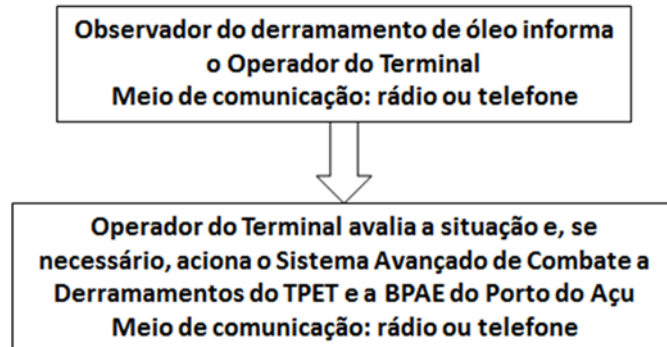 Observador do derramamento de óleo informa
o Operador do Terminal
Meio de comunicação: rádio ou telefone
Operador do Terminal avalia a situação e, se
necessário, aciona o Sistema Avançado de Combate a
Derramamentos do TPET e a BPAE do Porto do Açu
Meio de comunicação: rádio ou telefone